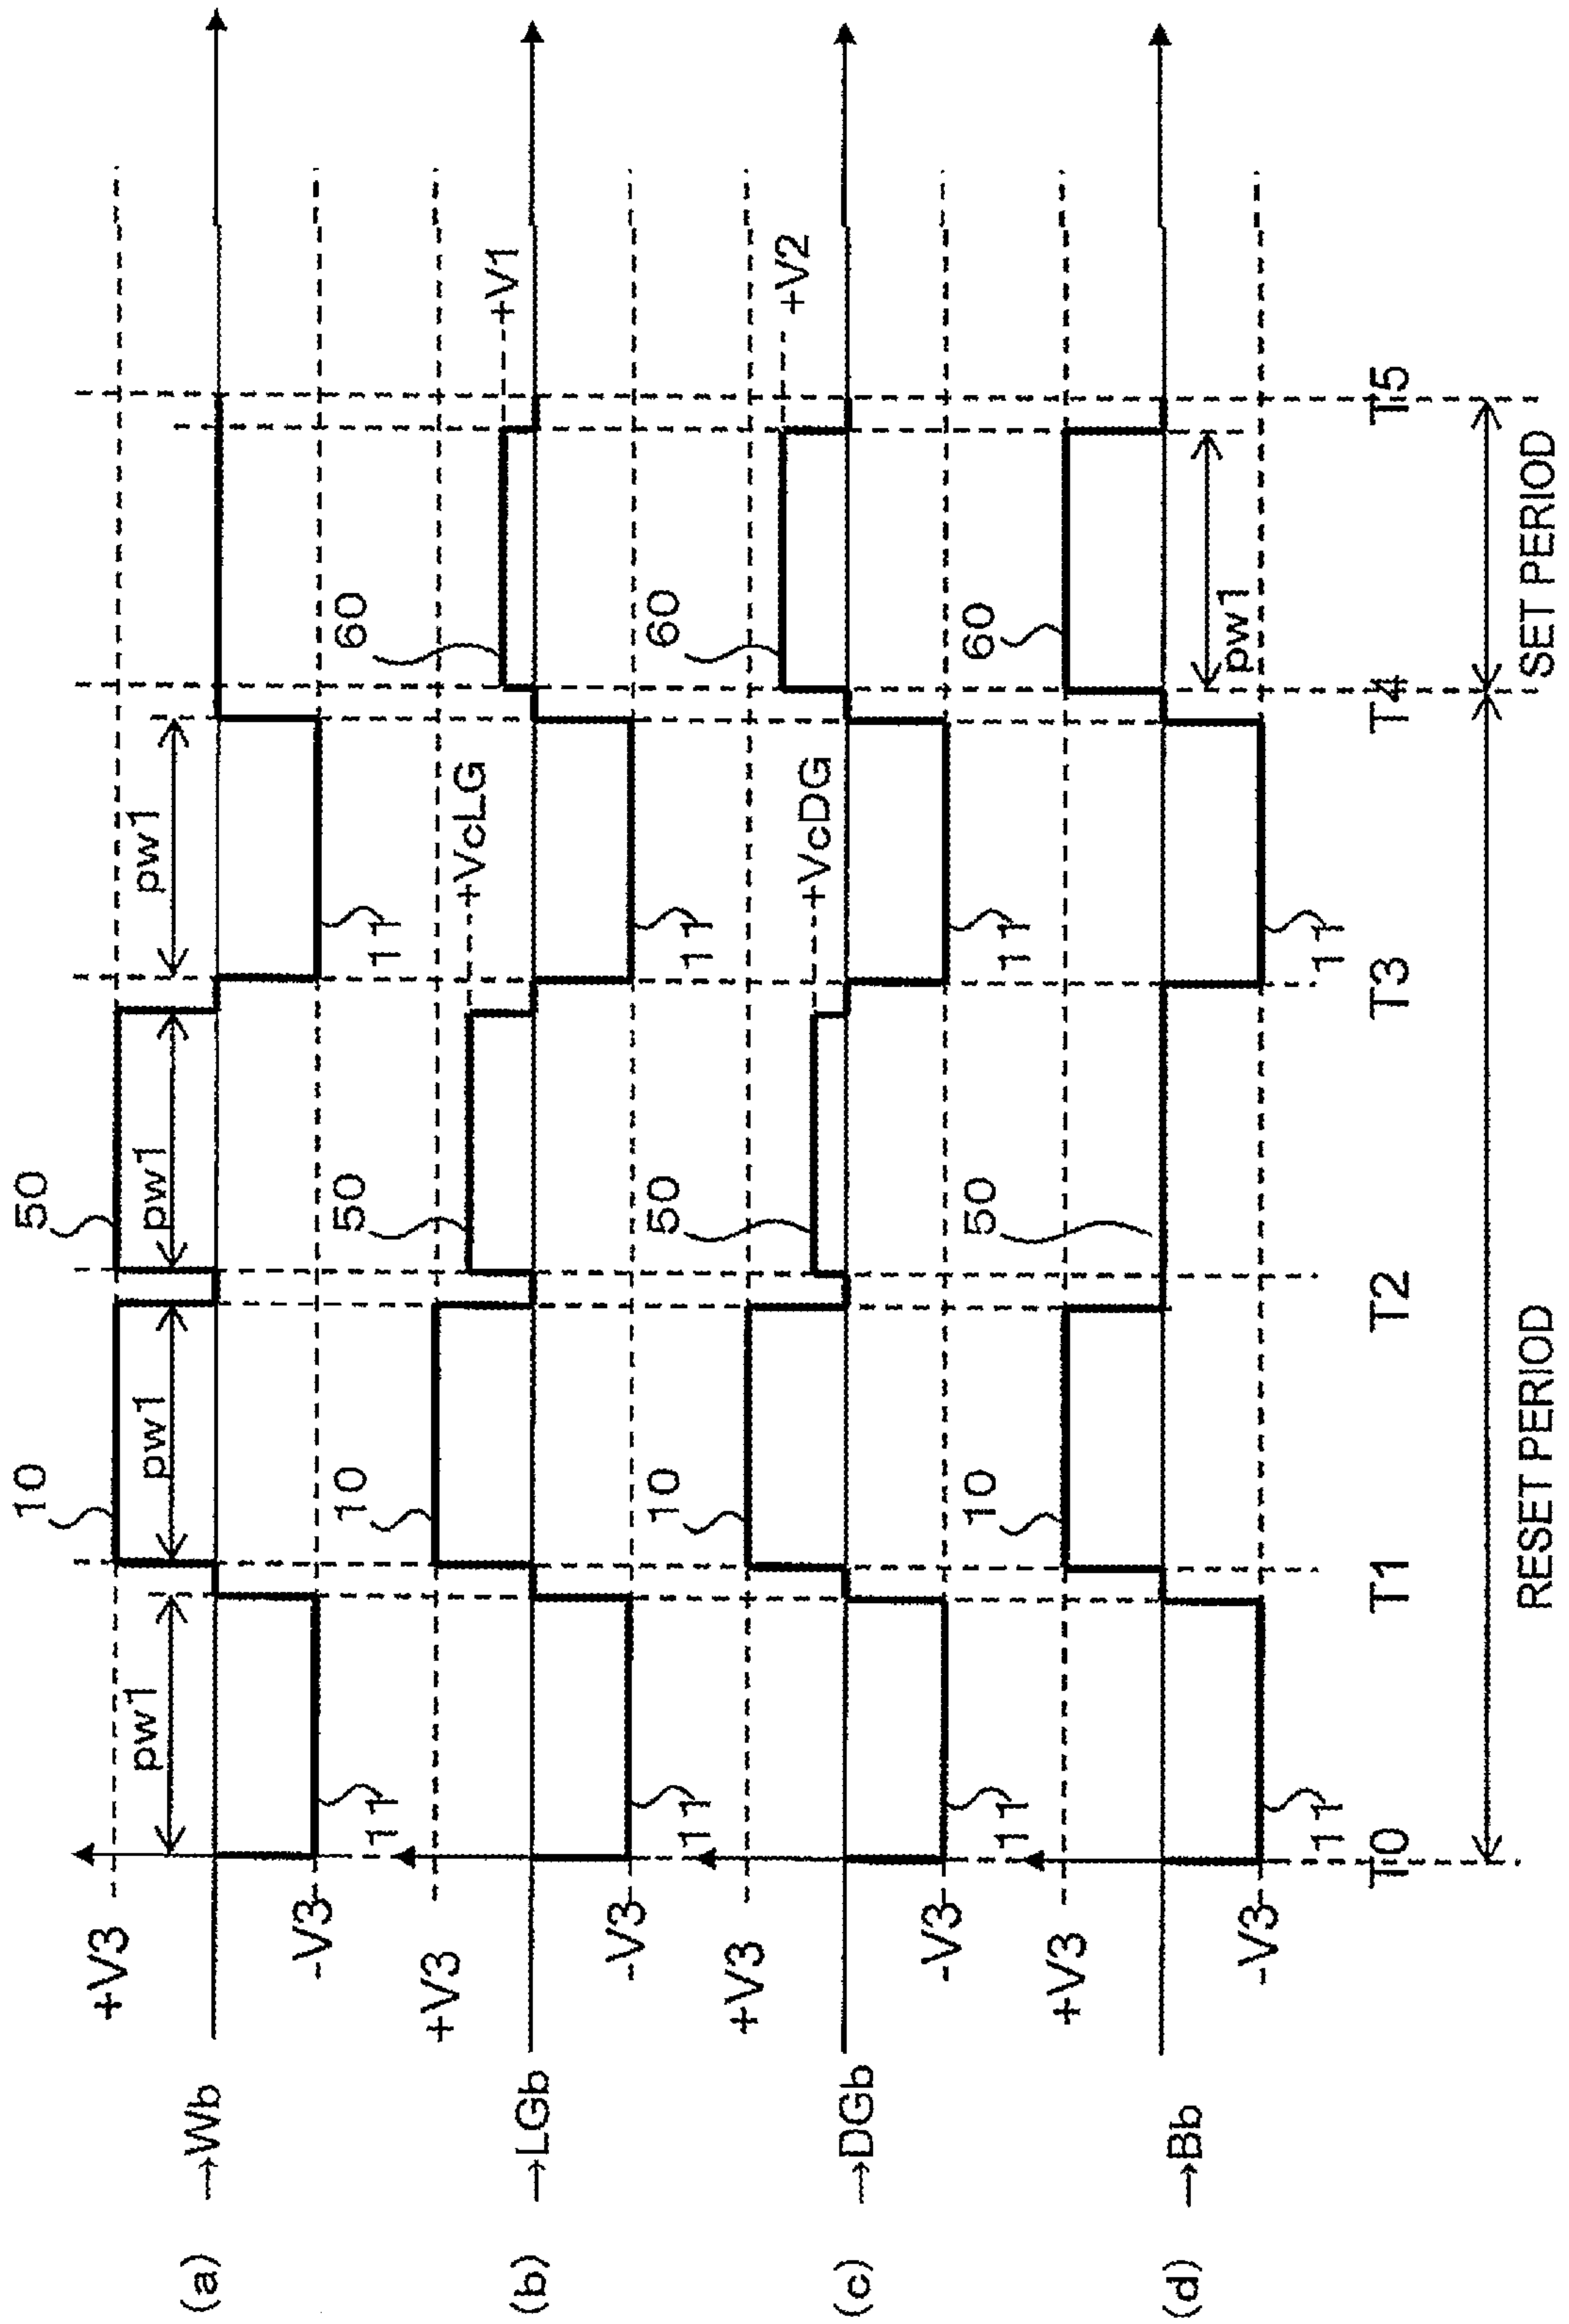 (a) →Wb
+V3
-V3
pw1
pw1
pw1
pw1
11
10
50
11
(b) →LGb
+V3
-V3
11
10
50
+VcLG
11
60
+V1
(c) →DGb
+V3
-V3
11
10
50
+VcDG
11
60
+V2
(d) →Bb
+V3
-V3
11
10
50
11
60
pw1
T0
T1
T2
T3
T4
T5
RESET PERIOD
SET PERIOD